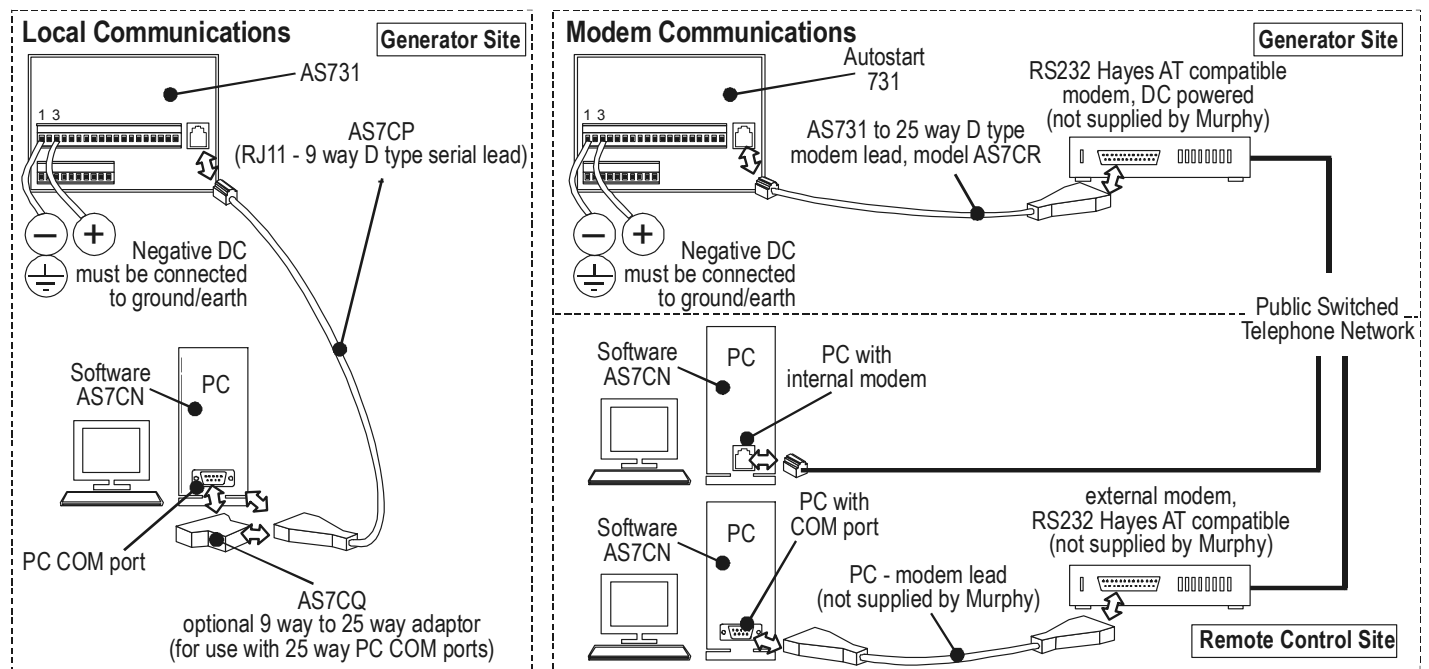 Local Communications
Generator Site
AS731
1 3
AS7CP
(RJ11 - 9 way D type serial lead)
−
+
Negative DC
must be connected
to ground/earth
Software
AS7CN
PC
PC COM port
AS7CQ
optional 9 way to 25 way adaptor
(for use with 25 way PC COM ports)
Modem Communications
Generator Site
Autostart
731
1 3
RS232 Hayes AT compatible
modem, DC powered
(not supplied by Murphy)
AS731 to 25 way D type
modem lead, model AS7CR
−
+
Negative DC
must be connected
to ground/earth
Public Switched
Telephone Network
Software
AS7CN
PC
PC with
internal modem
Software
AS7CN
PC
PC with
COM port
external modem,
RS232 Hayes AT compatible
(not supplied by Murphy)
PC - modem lead
(not supplied by Murphy)
Remote Control Site